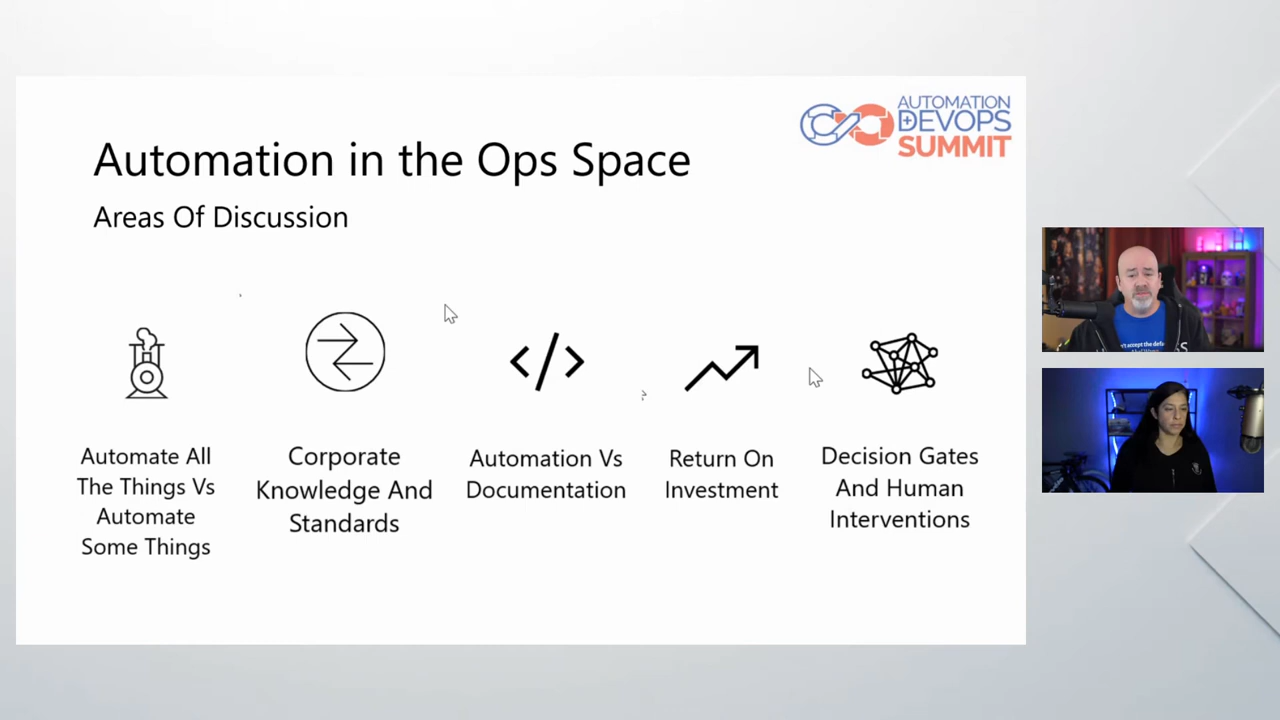 AUTOMATION
DEVOPS
SUMMIT
Automation in the Ops Space
Areas Of Discussion
Automate All
The Things Vs
Automate
Some Things
Corporate
Knowledge And
Standards
Automation Vs
Documentation
Return On
Investment
Decision Gates
And Human
Interventions